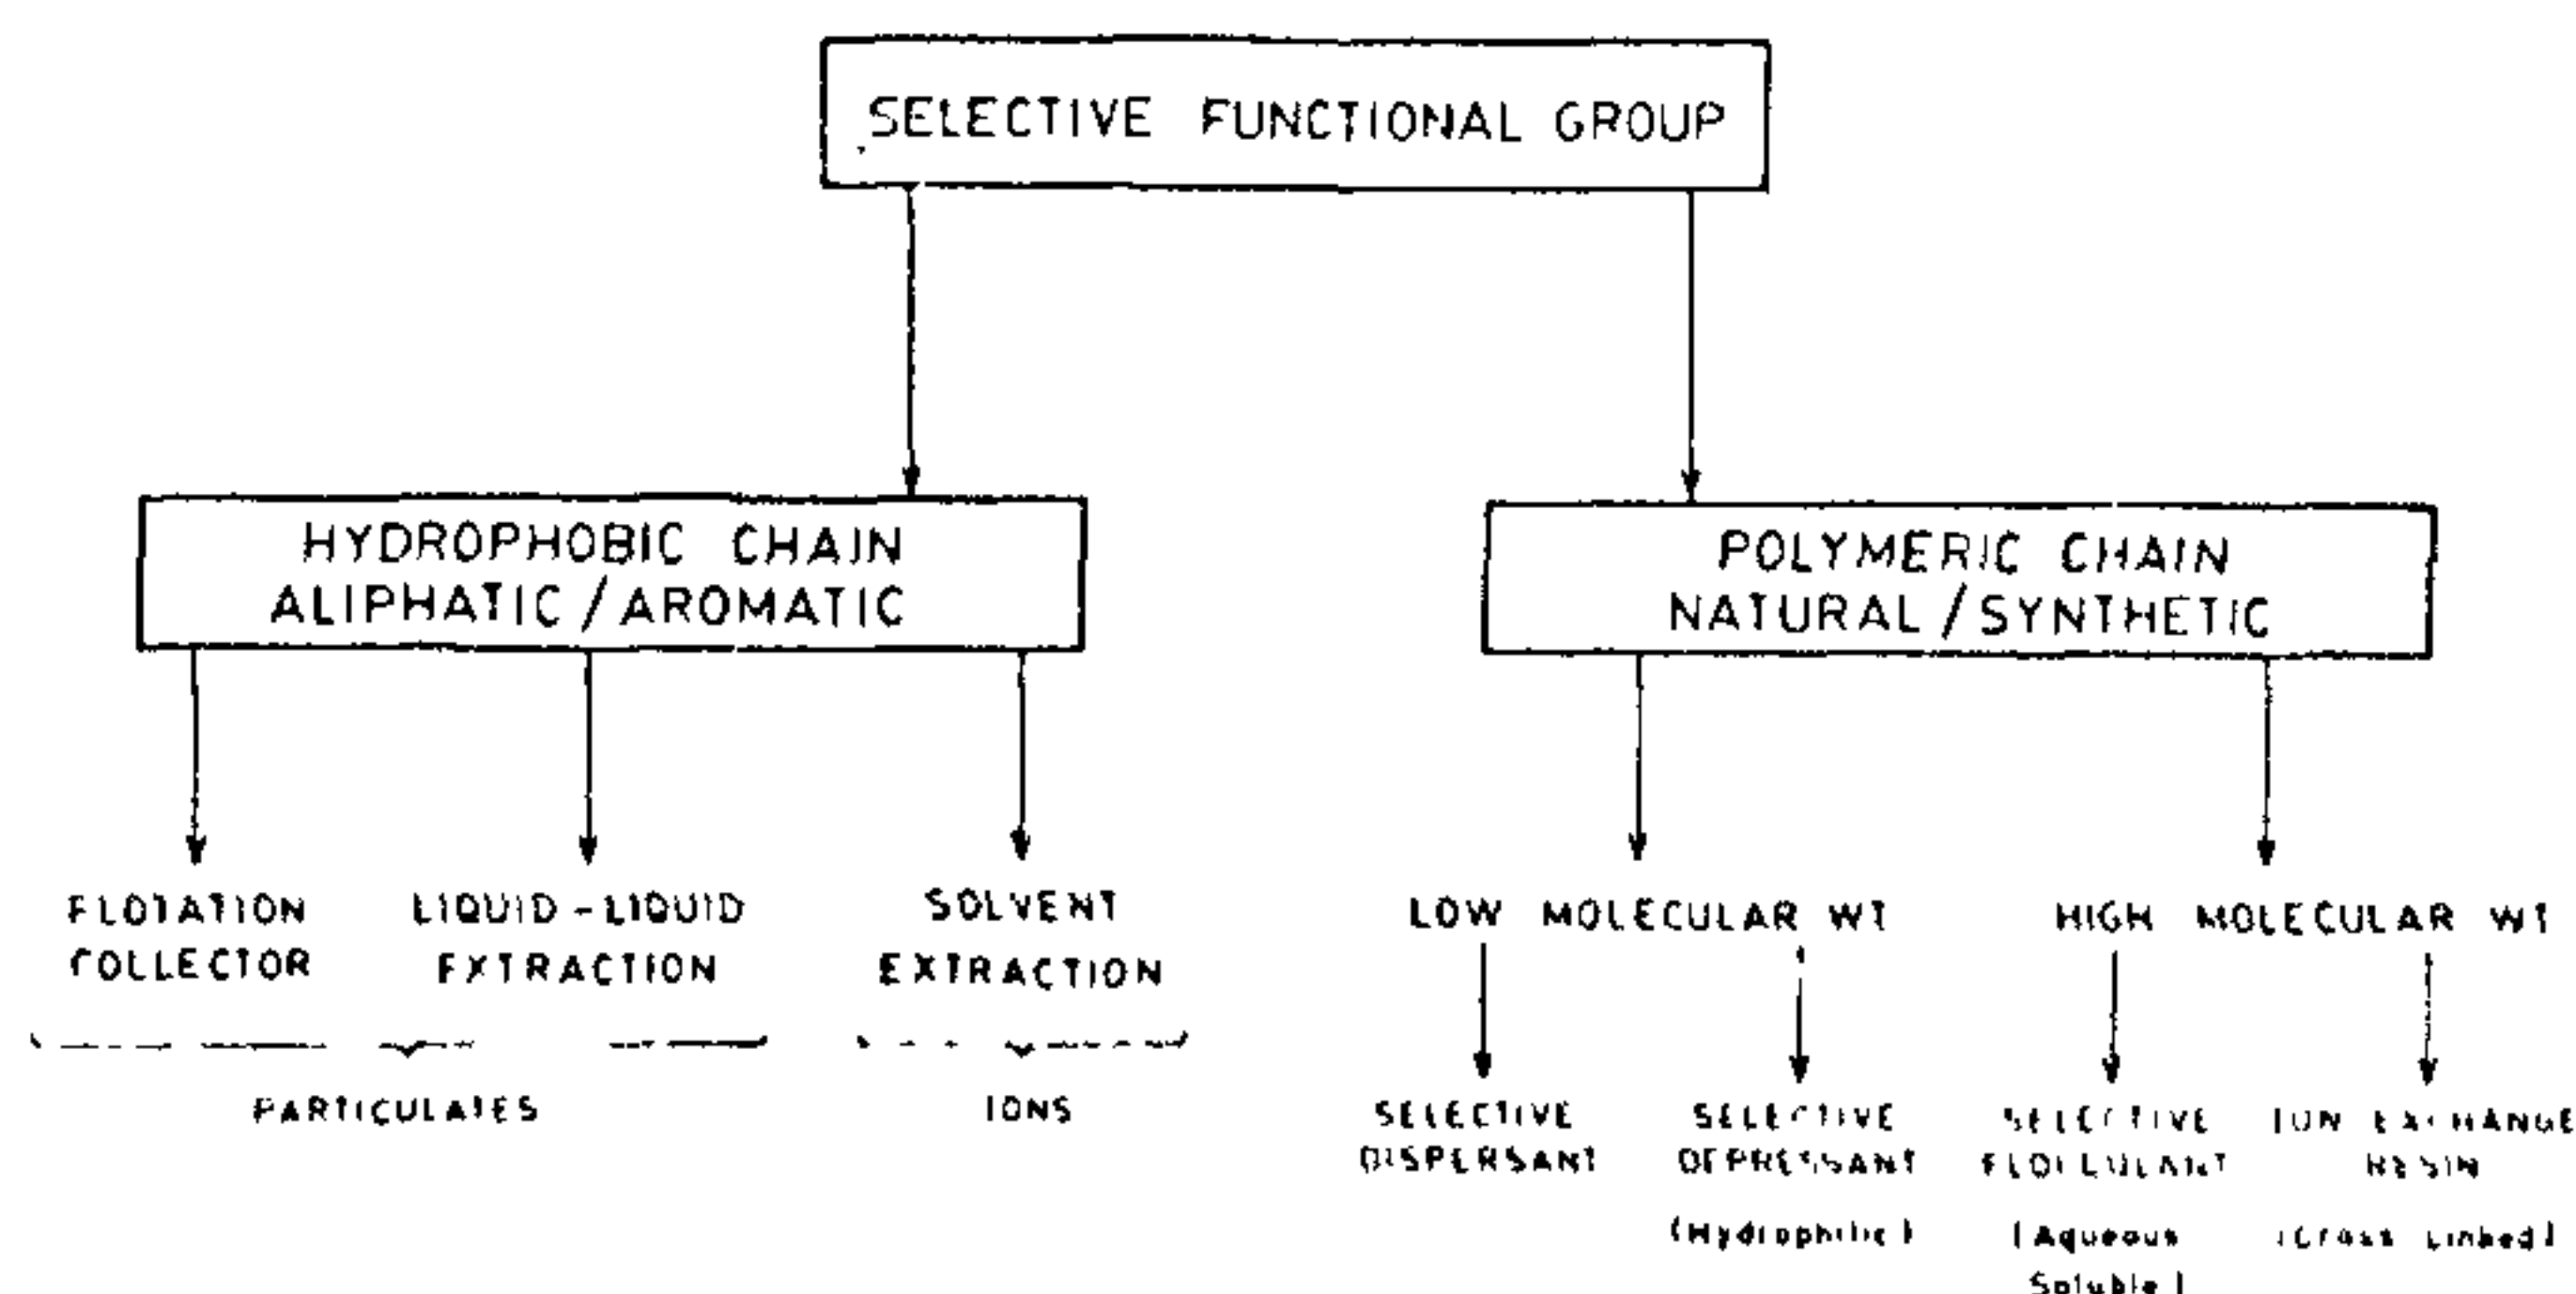 SELECTIVE FUNCTIONAL GROUP
HYDROPHOBIC CHAIN
ALIPHATIC / AROMATIC
POLYMERIC CHAIN
NATURAL / SYNTHETIC
FLOTATION
COLLECTOR
LIQUID - LIQUID
EXTRACTION
SOLVENT
EXTRACTION
PARTICULATES
IONS
LOW MOLECULAR WT
HIGH MOLECULAR WT
SELECTIVE
DISPERSANT
SELECTIVE
DEPRESSANT
(Hydrophilic)
SELECTIVE
FLOCCULANT
(Aqueous
Soluble)
ION EXCHANGE
RESIN
(Cross Linked)